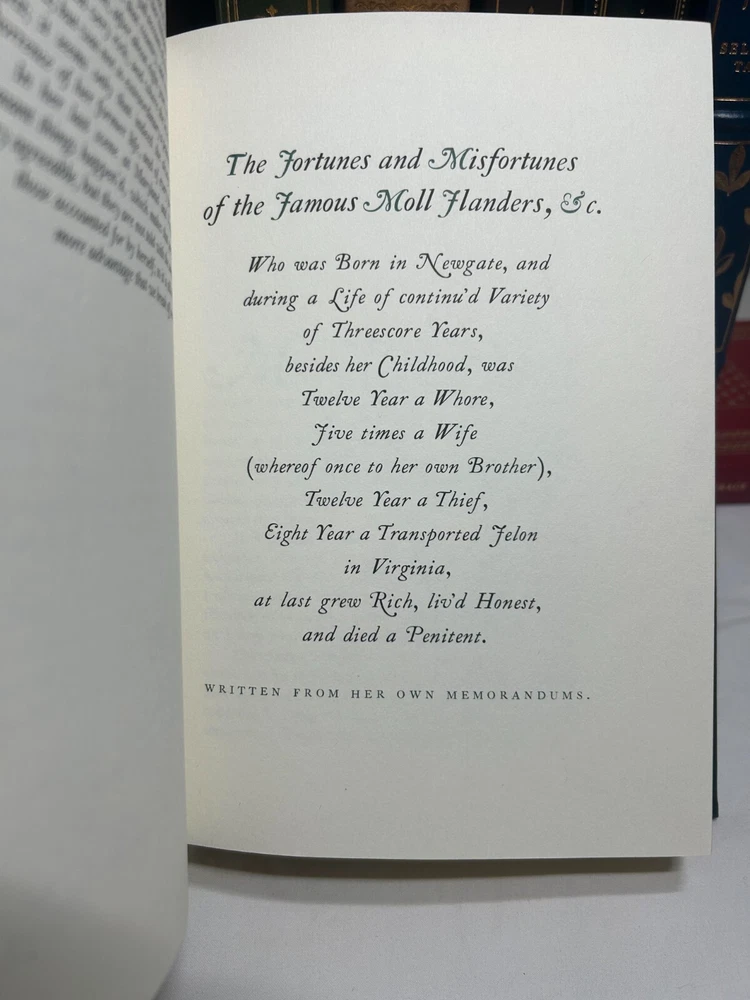 The Fortunes and Misfortunes
of the Famous Moll Flanders, &c.
Who was Born in Newgate, and
during a Life of continu'd Variety
of Threescore Years,
besides her Childhood, was
Twelve Year a Whore,
Five times a Wife
(whereof once to her own Brother),
Twelve Year a Thief,
Eight Year a Transported Felon
in Virginia,
at last grew Rich, liv'd Honest,
and died a Penitent.
WRITTEN FROM HER OWN MEMORANDUMS.